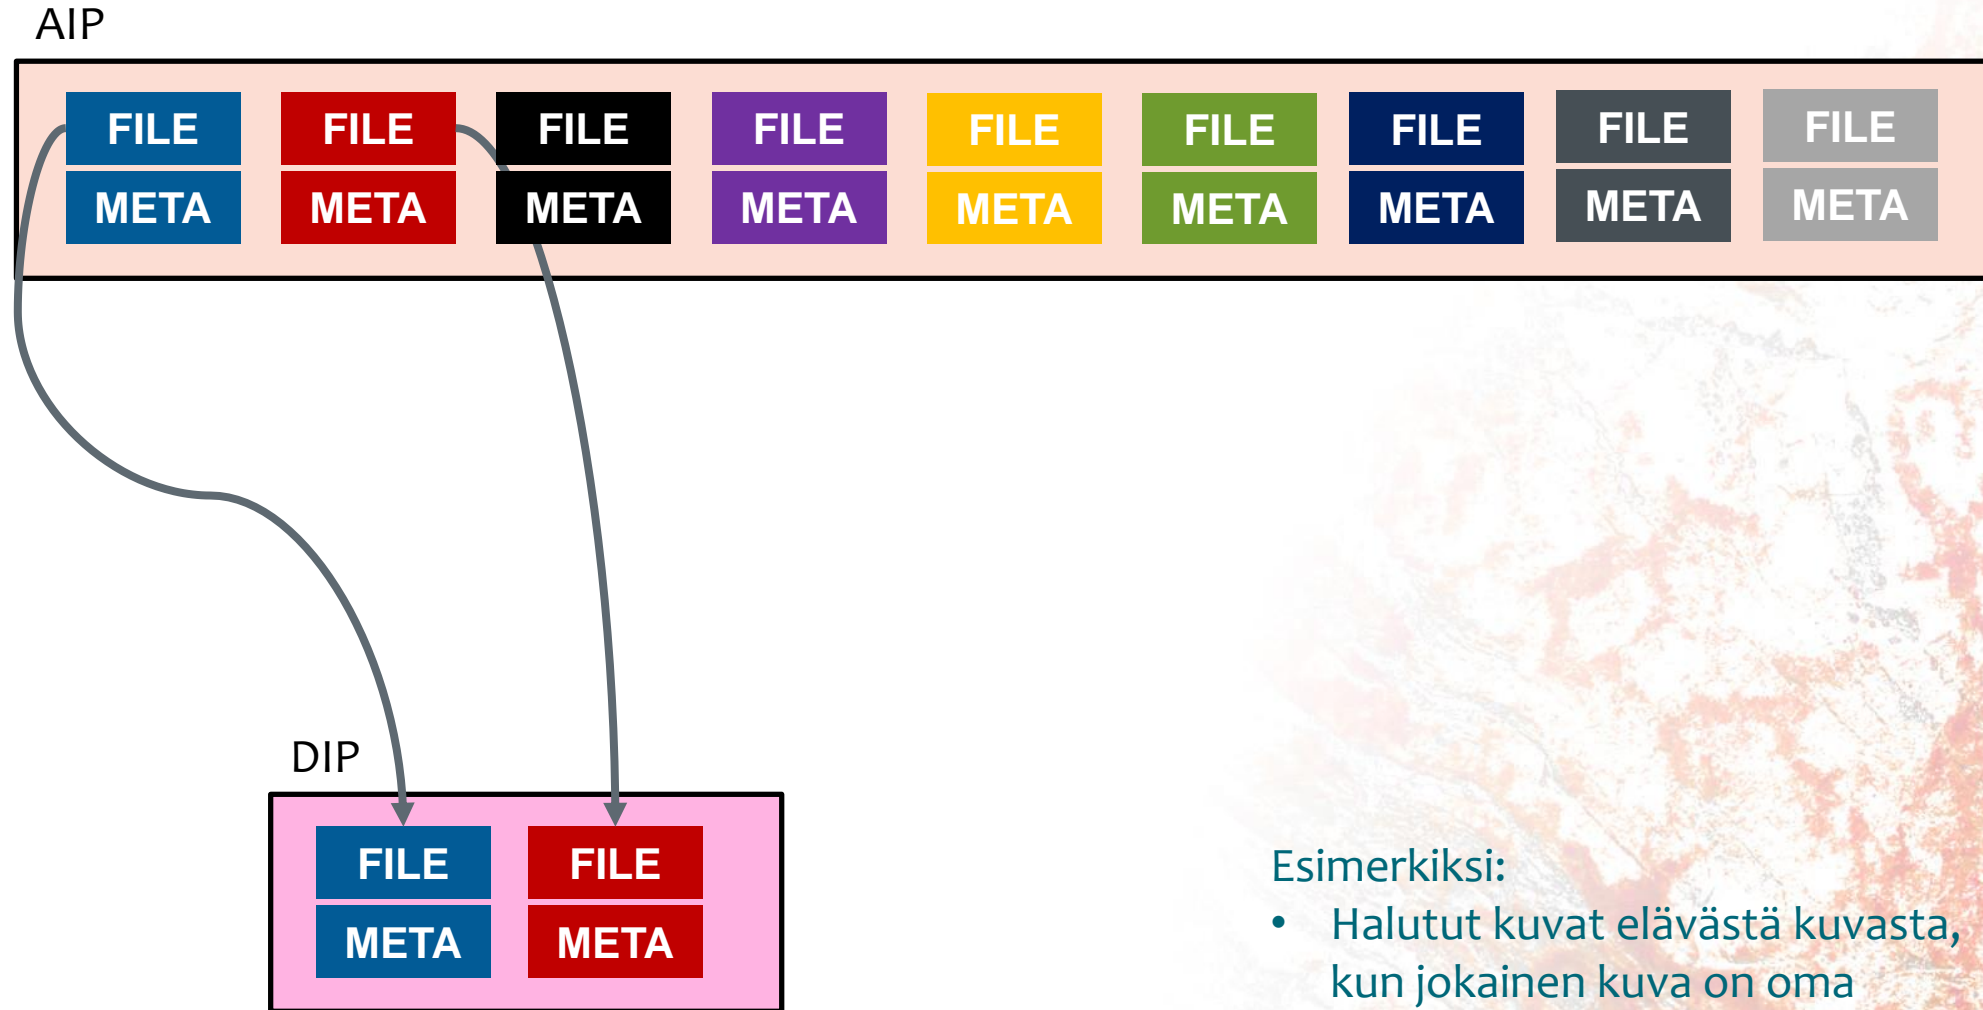 AIP
FILE FILE FILE FILE FILE FILE FILE FILE FILE
META META META META META META META META META
DIP
FILE FILE
META META
Esimerkiksi:
• Halutut kuvat elävästä kuvasta,
kun jokainen kuva on oma